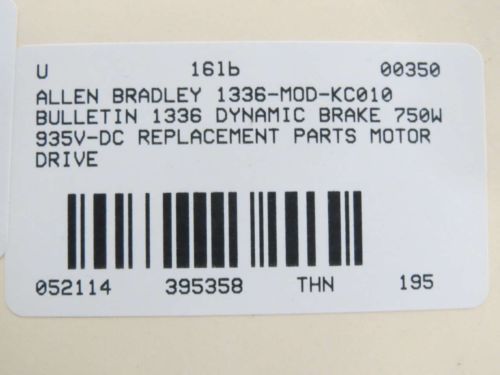 U 16lb 00350
ALLEN BRADLEY 1336-MOD-KC010
BULLETIN 1336 DYNAMIC BRAKE 750W
935V-DC REPLACEMENT PARTS MOTOR
DRIVE
052114 395358 THN 195